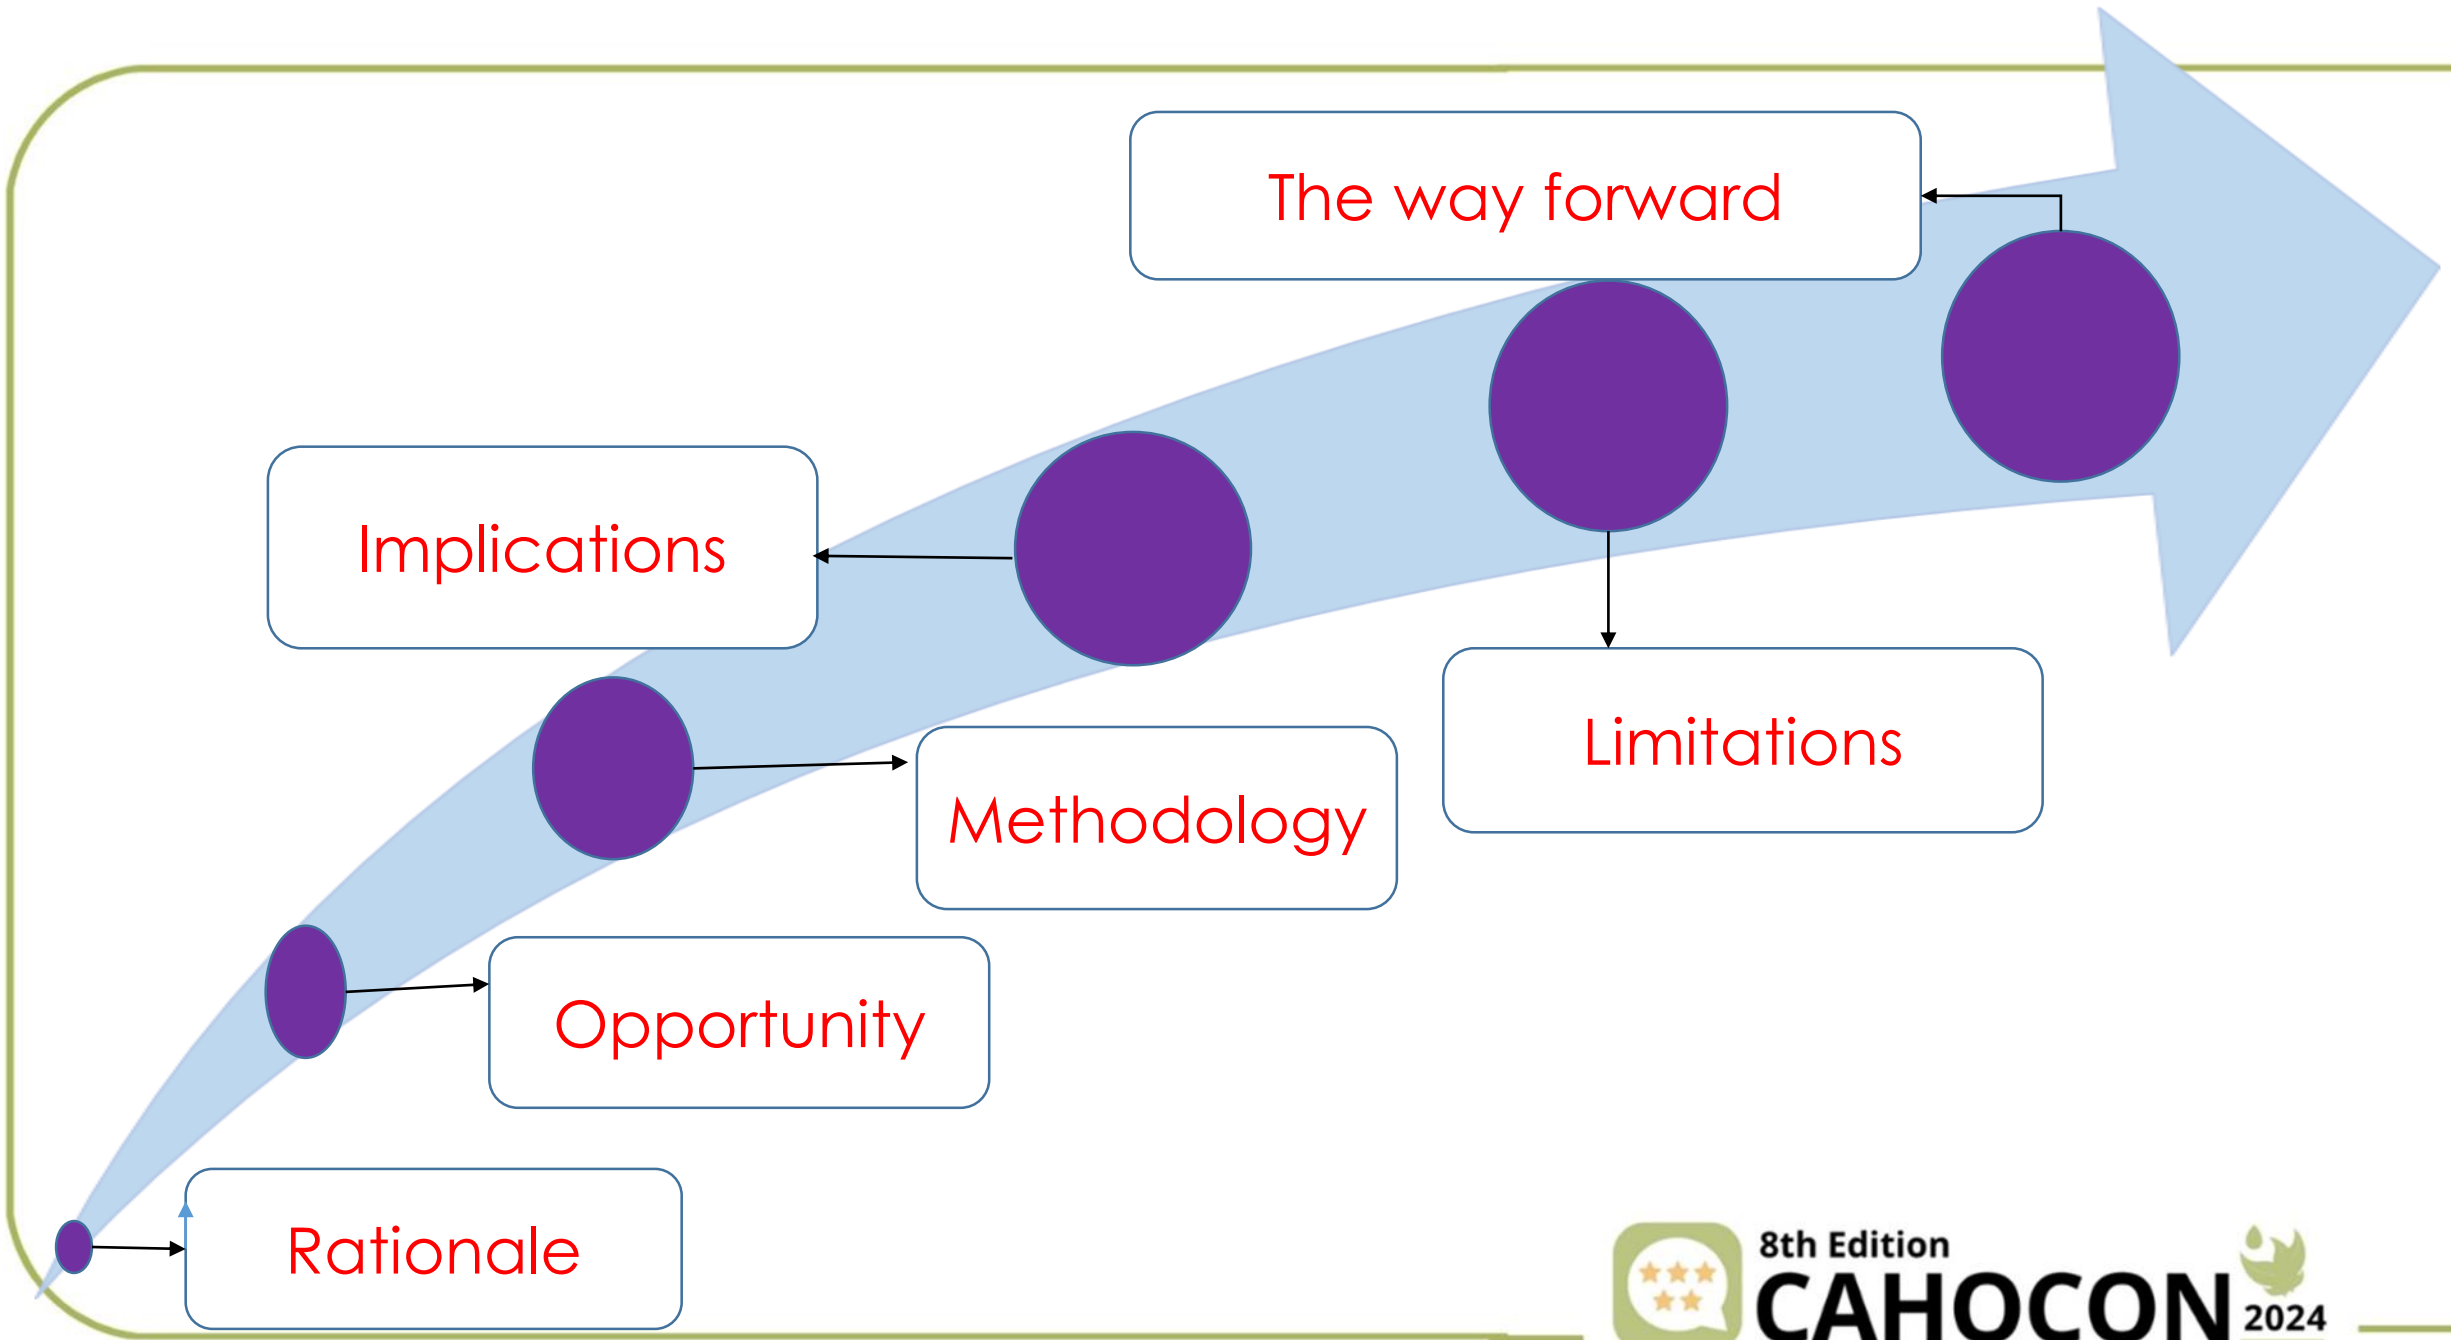 The way forward
Implications
Limitations
Methodology
Opportunity
Rationale
8th Edition
CAHOCON
2024